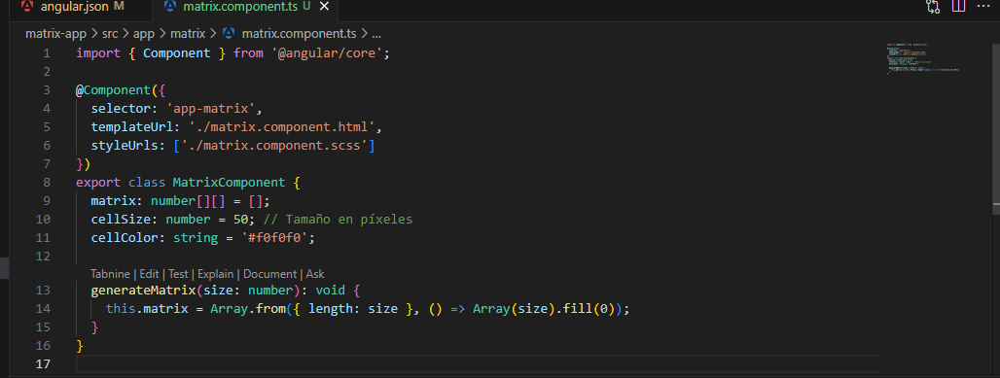 angular.json M
matrix.component.ts U
matrix-app > src > app > matrix > matrix.component.ts > ...
1 import { Component } from '@angular/core';
2
3 @Component({
4 selector: 'app-matrix',
5 templateUrl: './matrix.component.html',
6 styleUrls: ['./matrix.component.scss']
7 })
8 export class MatrixComponent {
9 matrix: number[][] = [];
10 cellSize: number = 50; // Tamaño en píxeles
11 cellColor: string = '#f0f0f0';
12
Tabnine | Edit | Test | Explain | Document | Ask
13 generateMatrix(size: number): void {
14 this.matrix = Array.from({ length: size }, () => Array(size).fill(0));
15 }
16 }
17